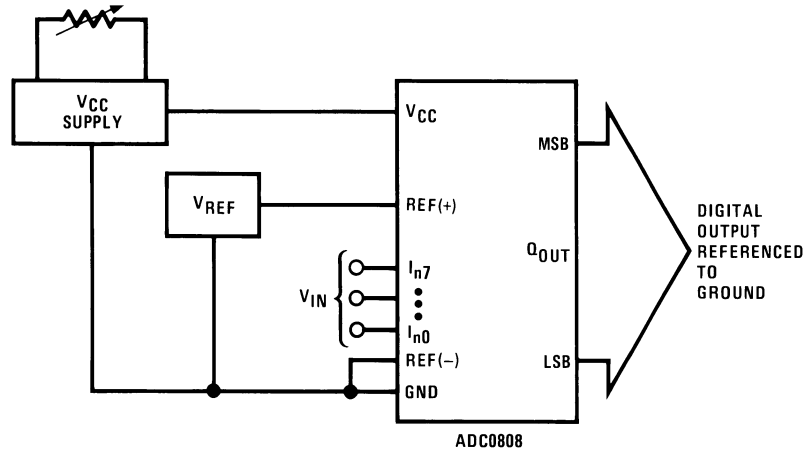 VCC
SUPPLY
VCC
MSB
VREF
REF(+)
DIGITAL
OUTPUT
REFERENCED
TO
GROUND
QOUT
In7
VIN
In0
REF(−)
LSB
GND
ADC0808